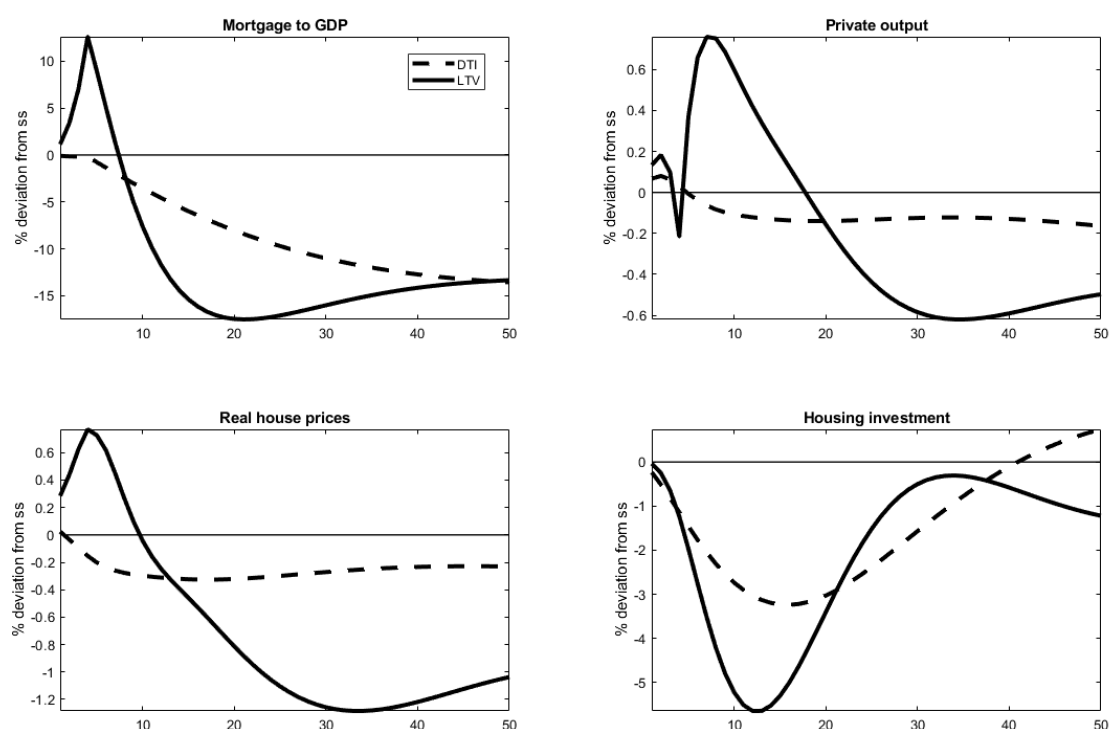 Mortgage to GDP
% deviation from ss
10
5
0
-5
-10
-15
10 20 30 40 50
DTI
LTV
Private output
% deviation from ss
0.6
0.4
0.2
0
-0.2
-0.4
-0.6
10 20 30 40 50
Real house prices
% deviation from ss
0.6
0.4
0.2
0
-0.2
-0.4
-0.6
-0.8
-1
-1.2
10 20 30 40 50
Housing investment
% deviation from ss
0
-1
-2
-3
-4
-5
10 20 30 40 50